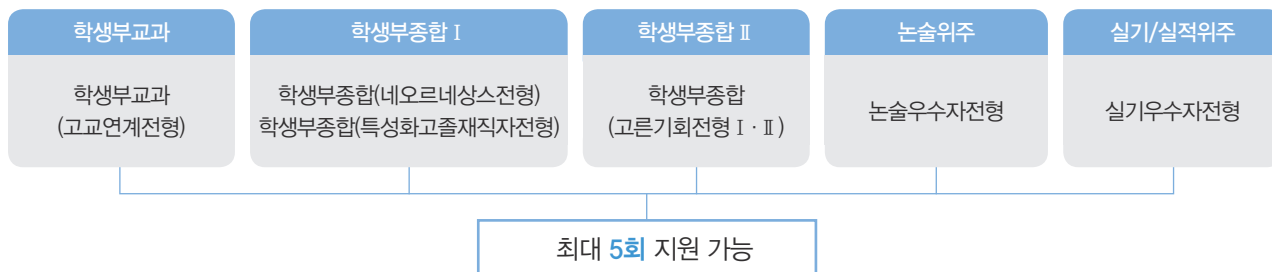 학생부교과
학생부종합 Ⅰ
학생부종합 Ⅱ
논술위주
실기/실적위주
학생부교과
(고교연계전형)
학생부종합(네오르네상스전형)
학생부종합(특성화고졸재직자전형)
학생부종합
(고른기회전형 Ⅰ · Ⅱ)
논술우수자전형
실기우수자전형
최대 5회 지원 가능